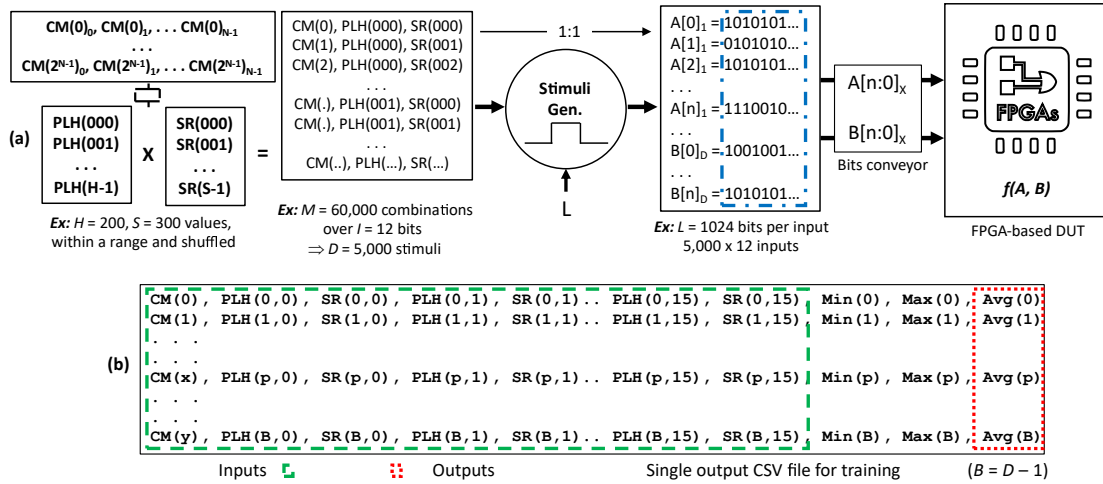 CM(0)0, CM(0)1, . . . CM(0)N-1
. . .
CM(2N-1)0, CM(2N-1)1, . . . CM(2N-1)N-1
(a)
PLH(000)
PLH(001)
...
PLH(H-1)
X
SR(000)
SR(001)
...
SR(S-1)
=
Ex: H = 200, S = 300 values,
within a range and shuffled
CM(0), PLH(000), SR(000)
CM(1), PLH(000), SR(001)
CM(2), PLH(000), SR(002)
. . .
CM(.), PLH(001), SR(000)
CM(.), PLH(001), SR(001)
. . .
CM(..), PLH(...), SR(...)
Ex: M = 60,000 combinations
over I = 12 bits
⇒ D = 5,000 stimuli
1:1
Stimuli
Gen.
L
A[0]1 = 1010101...
A[1]1 = 0101010...
A[2]1 = 1010101...
. . .
A[n]1 = 1110010...
. . .
B[0]D = 1001001...
. . .
B[n]D = 1010101...
Ex: L = 1024 bits per input
5,000 x 12 inputs
A[n:0]X
B[n:0]X
Bits conveyor
FPGAs
f(A, B)
FPGA-based DUT
(b)
CM(0), PLH(0,0), SR(0,0), PLH(0,1), SR(0,1).. PLH(0,15), SR(0,15), Min(0), Max(0), Avg(0)
CM(1), PLH(1,0), SR(1,0), PLH(1,1), SR(1,1).. PLH(1,15), SR(1,15), Min(1), Max(1), Avg(1)
. . .
. . .
CM(x), PLH(p,0), SR(p,0), PLH(p,1), SR(p,1).. PLH(p,15), SR(p,15), Min(p), Max(p), Avg(p)
. . .
. . .
CM(y), PLH(B,0), SR(B,0), PLH(B,1), SR(B,1).. PLH(B,15), SR(B,15), Min(B), Max(B), Avg(B)
Inputs
Outputs
Single output CSV file for training
(B = D – 1)